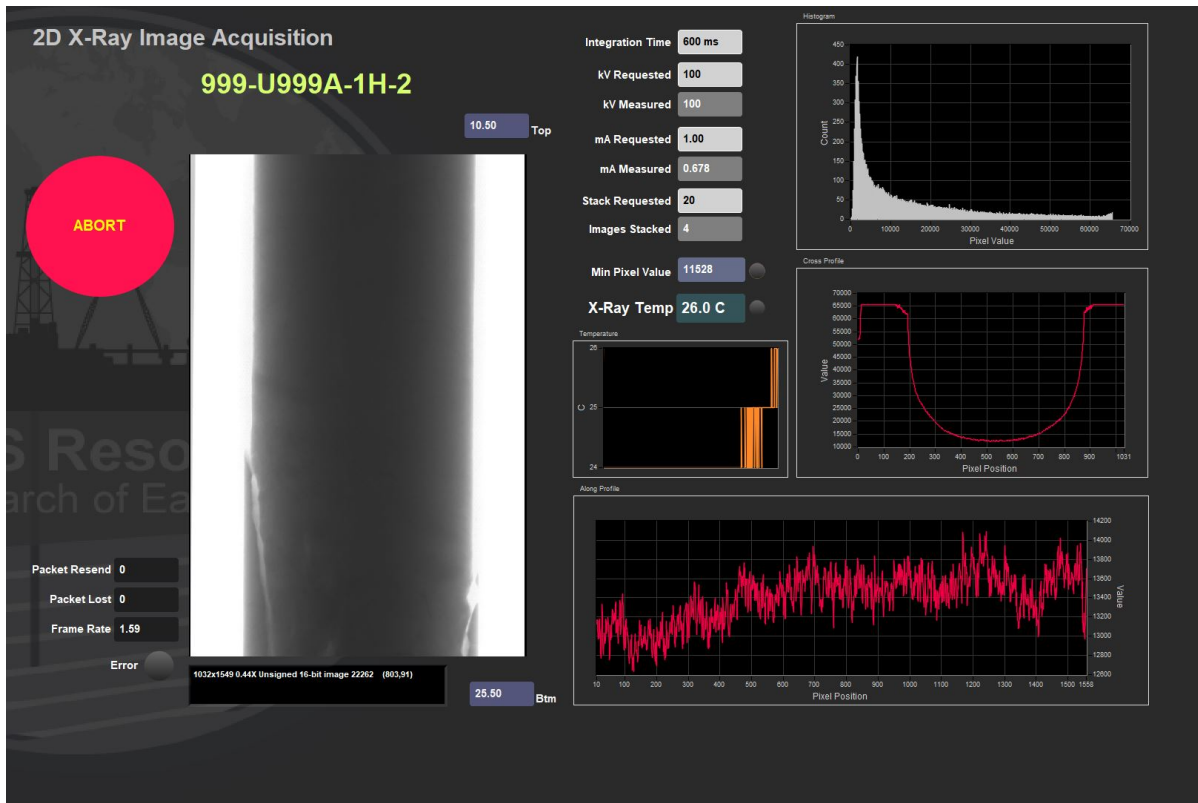 2D X-Ray Image Acquisition
999-U999A-1H-2
10.50 Top
ABORT
S Reso
arch of Ea
Packet Resend 0
Packet Lost 0
Frame Rate 1.59
Error
1032x1549 0.44X Unsigned 16-bit image 22262 (803,91)
25.50 Btm
Integration Time 600 ms
kV Requested 100
kV Measured 100
mA Requested 1.00
mA Measured 0.678
Stack Requested 20
Images Stacked 4
Min Pixel Value 11528
X-Ray Temp 26.0 C
Temperature
26
25
24
C
Histogram
450
400
350
300
250
200
150
100
50
0
Count
0 10000 20000 30000 40000 50000 60000 70000
Pixel Value
Cross Profile
70000
65000
60000
55000
50000
45000
40000
35000
30000
25000
20000
15000
10000
Value
0 100 200 300 400 500 600 700 800 900 1031
Pixel Position
Along Profile
14200
14000
13800
13600
13400
13200
13000
12800
12600
Value
10 100 200 300 400 500 600 700 800 900 1000 1100 1200 1300 1400 1500 1558
Pixel Position